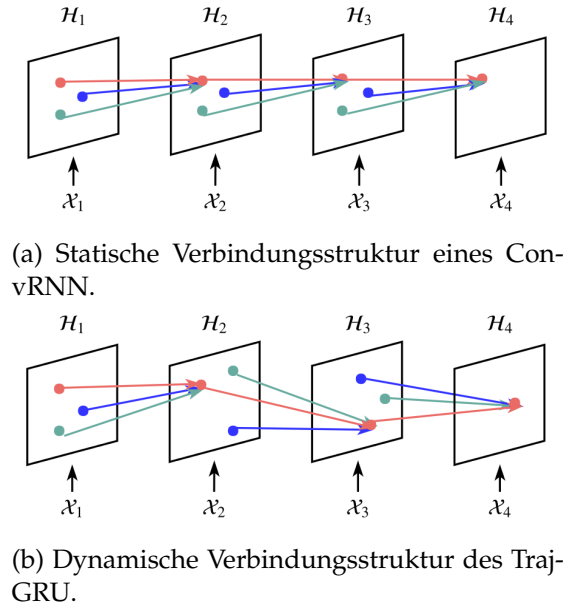 ℋ₁ ℋ₂ ℋ₃ ℋ₄
𝒳₁ 𝒳₂ 𝒳₃ 𝒳₄
(a) Statische Verbindungsstruktur eines Con-
vRNN.
ℋ₁ ℋ₂ ℋ₃ ℋ₄
𝒳₁ 𝒳₂ 𝒳₃ 𝒳₄
(b) Dynamische Verbindungsstruktur des Traj-
GRU.